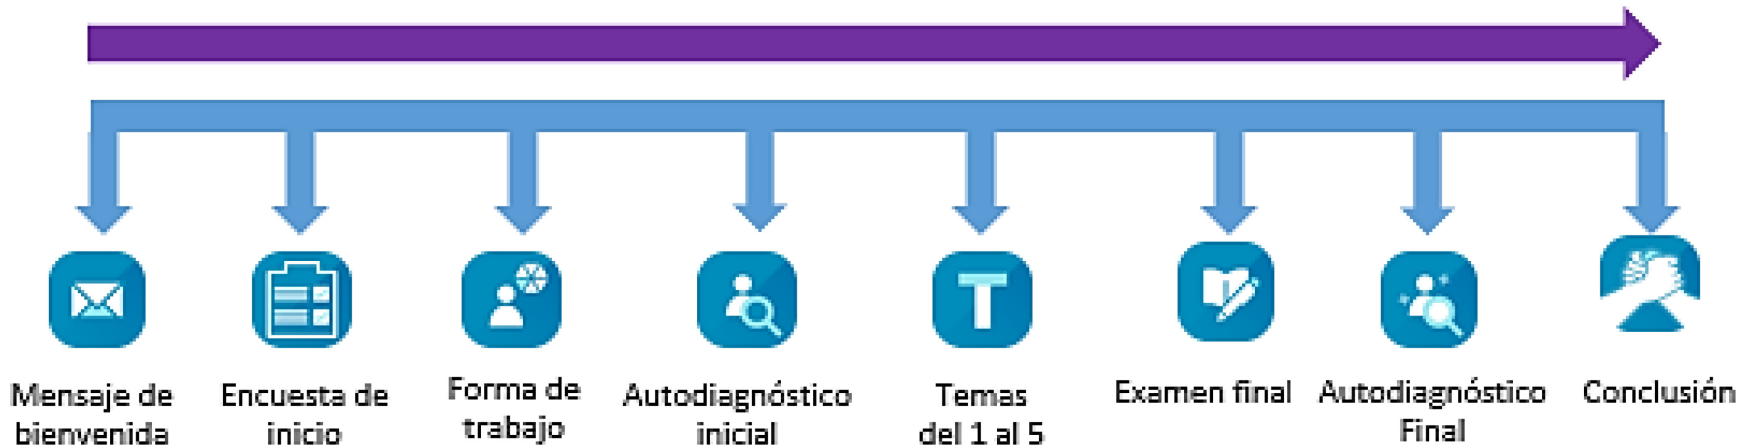 Mensaje de
bienvenida
Encuesta de
inicio
Forma de
trabajo
Autodiagnóstico
inicial
T
Temas
del 1 al 5
Examen final
Autodiagnóstico
Final
Conclusión